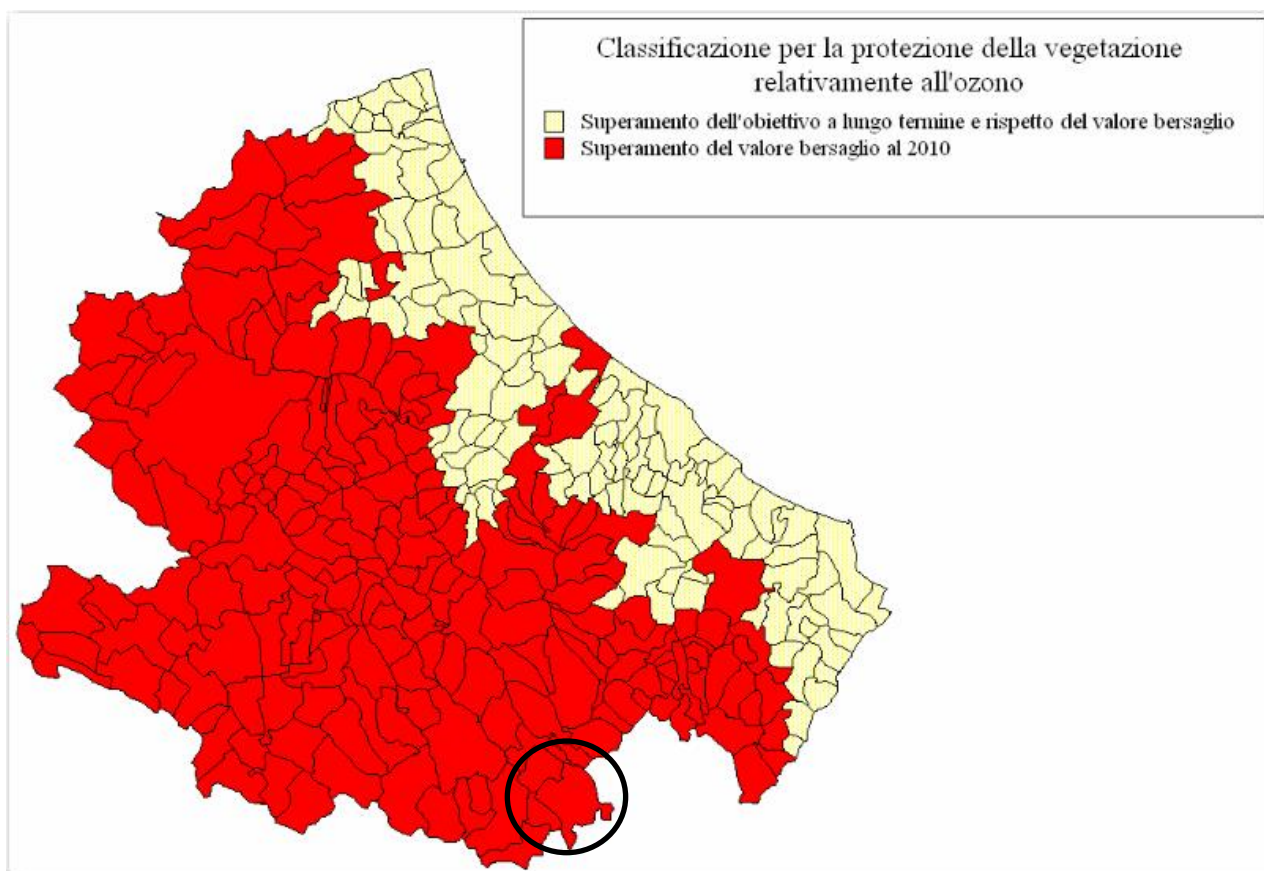 Classificazione per la protezione della vegetazione
relativamente all'ozono
Superamento dell'obiettivo a lungo termine e rispetto del valore bersaglio
Superamento del valore bersaglio al 2010